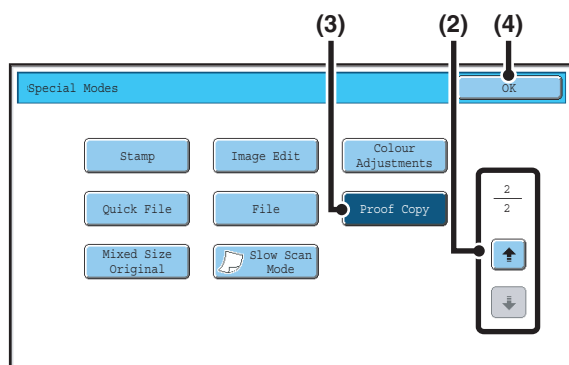 (3) (2) (4)
Special Modes OK
Stamp Image Edit Colour
Adjustments
Quick File File Proof Copy
2
2
Mixed Size
Original Slow Scan
Mode